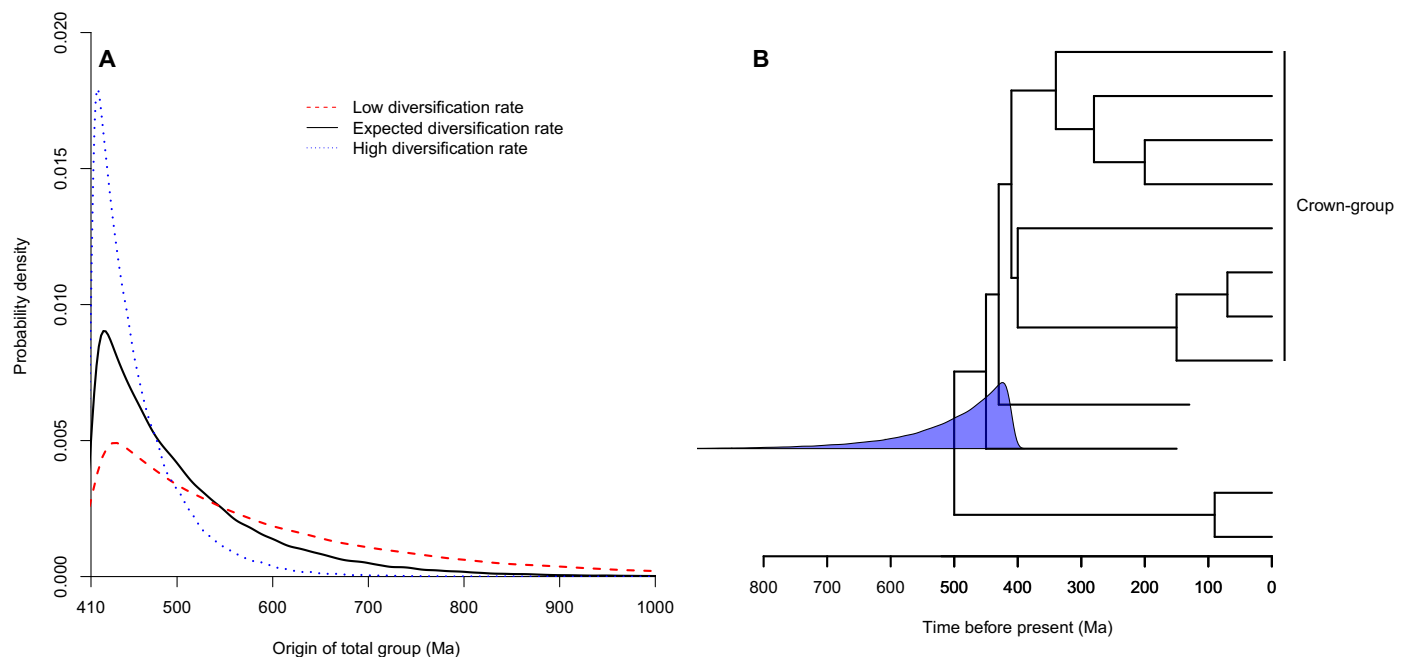 A
Probability density
0.020
0.015
0.010
0.005
0.000
Low diversification rate
Expected diversification rate
High diversification rate
410 500 600 700 800 900 1000
Origin of total group (Ma)
B
Crown-group
800 700 600 500 400 300 200 100 0
Time before present (Ma)